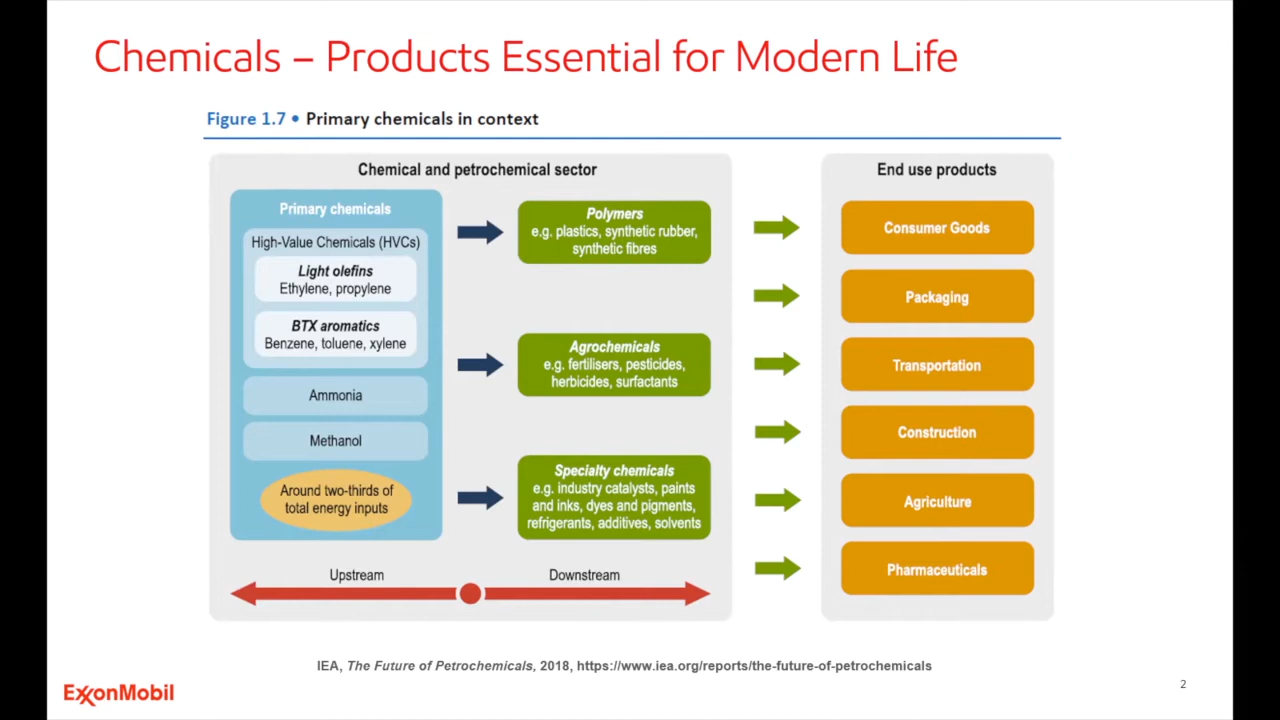 Chemicals – Products Essential for Modern Life
Figure 1.7 • Primary chemicals in context
Chemical and petrochemical sector
Primary chemicals
High-Value Chemicals (HVCs)
Light olefins
Ethylene, propylene
BTX aromatics
Benzene, toluene, xylene
Ammonia
Methanol
Around two-thirds of
total energy inputs
Polymers
e.g. plastics, synthetic rubber,
synthetic fibres
Agrochemicals
e.g. fertilisers, pesticides,
herbicides, surfactants
Specialty chemicals
e.g. industry catalysts, paints
and inks, dyes and pigments,
refrigerants, additives, solvents
Upstream
Downstream
End use products
Consumer Goods
Packaging
Transportation
Construction
Agriculture
Pharmaceuticals
IEA, The Future of Petrochemicals, 2018, https://www.iea.org/reports/the-future-of-petrochemicals
ExxonMobil
2